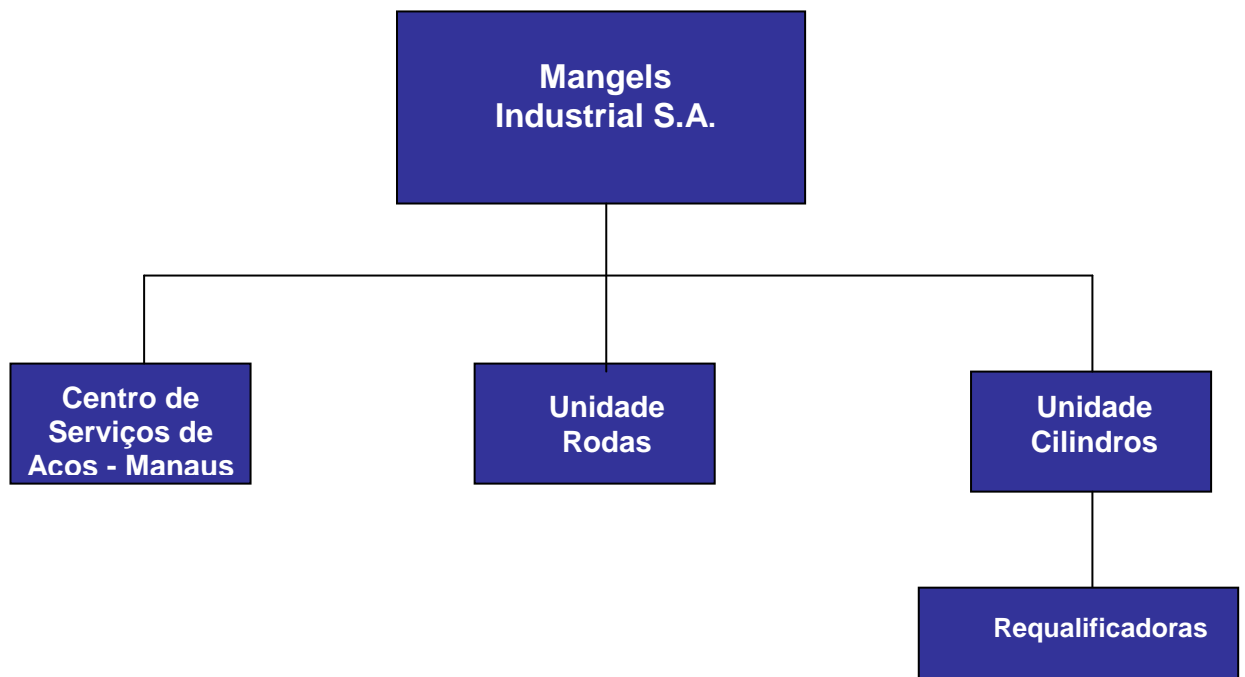 Mangels
Industrial S.A.
Centro de
Serviços de
Acos - Manaus
Unidade
Rodas
Unidade
Cilindros
Requalificadoras